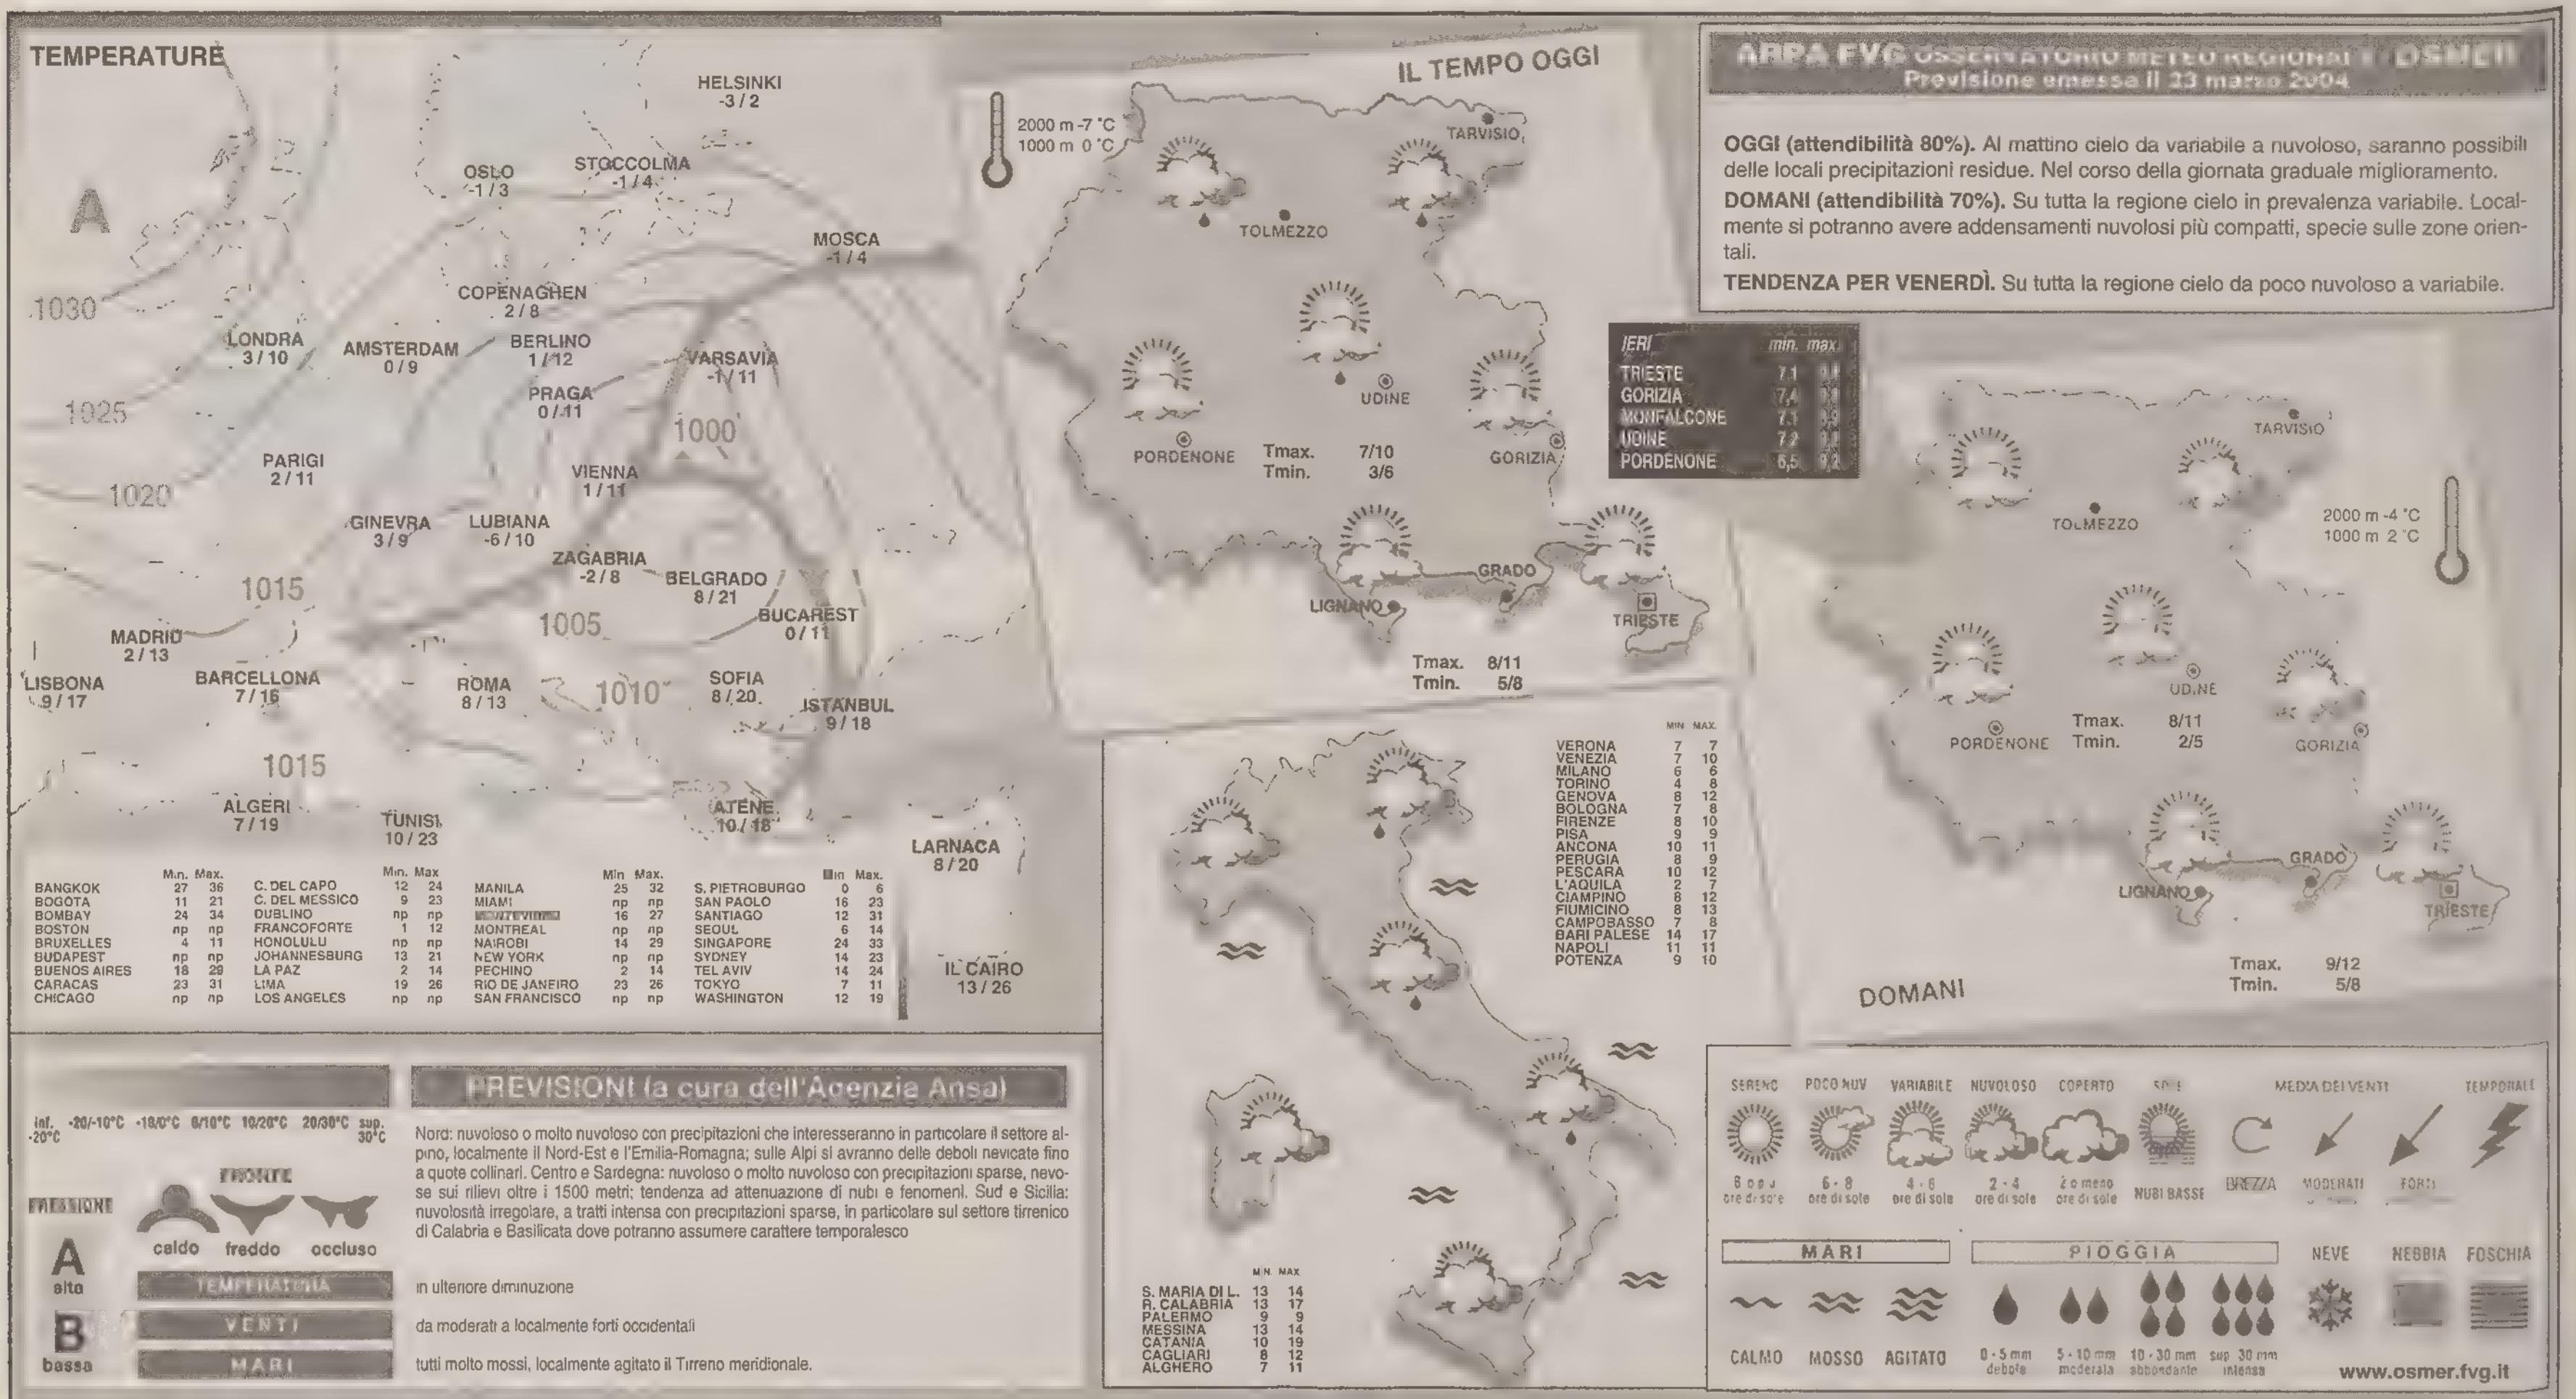 TEMPERATURE
HELSINKI
-3 / 2
OSLO
-1 / 3
STOCCOLMA
-1 / 4
A
MOSCA
-1 / 4
1030
COPENAGHEN
2 / 8
LONDRA
3 / 10
AMSTERDAM
0 / 9
BERLINO
1 / 12
VARSAVIA
-1 / 11
PRAGA
0 / 11
1025
1000
PARIGI
2 / 11
VIENNA
1 / 11
1020
GINEVRA
3 / 9
LUBIANA
-6 / 10
ZAGABRIA
-2 / 8
BELGRADO
8 / 21
1015
1005
BUCAREST
0 / 11
MADRID
2 / 13
LISBONA
9 / 17
BARCELLONA
7 / 16
ROMA
8 / 13
1010
SOFIA
8 / 20
ISTANBUL
9 / 18
1015
ALGERI
7 / 19
TUNISI
10 / 23
ATENE
10 / 18
LARNACA
8 / 20
IL CAIRO
13 / 26
Min. Max.
BANGKOK 27 36
BOGOTA 11 21
BOMBAY 24 34
BOSTON np np
BRUXELLES 4 11
BUDAPEST np np
BUENOS AIRES 18 29
CARACAS 23 31
CHICAGO np np
Min. Max
C. DEL CAPO 12 24
C. DEL MESSICO 9 23
DUBLINO np np
FRANCOFORTE 1 12
HONOLULU np np
JOHANNESBURG 13 21
LA PAZ 2 14
LIMA 19 26
LOS ANGELES np np
Min Max.
MANILA 25 32
MIAMI np np
MONTEVIDEO 16 27
MONTREAL np np
NAIROBI 14 29
NEW YORK np np
PECHINO 2 14
RIO DE JANEIRO 23 26
SAN FRANCISCO np np
Max.
S. PIETROBURGO 0 6
SAN PAOLO 16 23
SANTIAGO 12 31
SEOUL 6 14
SINGAPORE 24 33
SYDNEY 14 23
TEL AVIV 14 24
TOKYO 7 11
WASHINGTON 12 19
IL TEMPO OGGI
2000 m -7 °C
1000 m 0 °C
TARVISIO
TOLMEZZO
UDINE
PORDENONE
Tmax. 7/10
Tmin. 3/6
GORIZIA
GRADO
LIGNANO
TRIESTE
Tmax. 8/11
Tmin. 5/8
ARPA FVG OSSERVATORIO METEO REGIONALE OSMER
Previsione emessa il 23 marzo 2004
OGGI (attendibilità 80%). Al mattino cielo da variabile a nuvoloso, saranno possibili
delle locali precipitazioni residue. Nel corso della giornata graduale miglioramento.
DOMANI (attendibilità 70%). Su tutta la regione cielo in prevalenza variabile. Local-
mente si potranno avere addensamenti nuvolosi più compatti, specie sulle zone orien-
tali.
TENDENZA PER VENERDÌ. Su tutta la regione cielo da poco nuvoloso a variabile.
IERI min. max.
TRIESTE 7,1
GORIZIA 7,4
MONFALCONE 7,1
UDINE 7,2
PORDENONE 6,5
TARVISIO
TOLMEZZO
2000 m -4 °C
1000 m 2 °C
UDINE
PORDENONE
Tmax. 8/11
Tmin. 2/5
GORIZIA
GRADO
LIGNANO
TRIESTE
Tmax. 9/12
Tmin. 5/8
DOMANI
MIN MAX.
VERONA 7 7
VENEZIA 7 10
MILANO 6 6
TORINO 4 8
GENOVA 8 12
BOLOGNA 7 8
FIRENZE 8 10
PISA 9 9
ANCONA 10 11
PERUGIA 8 9
PESCARA 10 12
L'AQUILA 2 7
CIAMPINO 8 12
FIUMICINO 8 13
CAMPOBASSO 7 8
BARI PALESE 14 17
NAPOLI 11 11
POTENZA 9 10
MIN. MAX
S. MARIA DI L. 13 14
R. CALABRIA 13 17
PALERMO 9 9
MESSINA 13 14
CATANIA 10 19
CAGLIARI 8 12
ALGHERO 7 11
inf. -20°C -20/-10°C -10/0°C 0/10°C 10/20°C 20/30°C sup. 30°C
FRONTE
PRESSIONE
caldo freddo occluso
A
alta
B
bassa
PREVISIONI (a cura dell'Agenzia Ansa)
Nord: nuvoloso o molto nuvoloso con precipitazioni che interesseranno in particolare il settore al-
pino, localmente il Nord-Est e l'Emilia-Romagna; sulle Alpi si avranno delle deboli nevicate fino
a quote collinari. Centro e Sardegna: nuvoloso o molto nuvoloso con precipitazioni sparse, nevo-
se sui rilievi oltre i 1500 metri; tendenza ad attenuazione di nubi e fenomeni. Sud e Sicilia:
nuvolosità irregolare, a tratti intensa con precipitazioni sparse, in particolare sul settore tirrenico
di Calabria e Basilicata dove potranno assumere carattere temporalesco
TEMPERATURA
in ulteriore diminuzione
VENTI
da moderati a localmente forti occidentali
MARI
tutti molto mossi, localmente agitato il Tirreno meridionale.
SERENO POCO NUV VARIABILE NUVOLOSO COPERTO MEDIA DEI VENTI TEMPORALE
8 o più ore di sole
6 - 8 ore di sole
4 - 6 ore di sole
2 - 4 ore di sole
2 o meno ore di sole
NUBI BASSE
BREZZA
MODERATI
FORTI
MARI PIOGGIA NEVE NEBBIA FOSCHIA
CALMO MOSSO AGITATO
0 - 5 mm debole
5 - 10 mm moderata
10 - 30 mm abbondante
sup 30 mm intensa
www.osmer.fvg.it